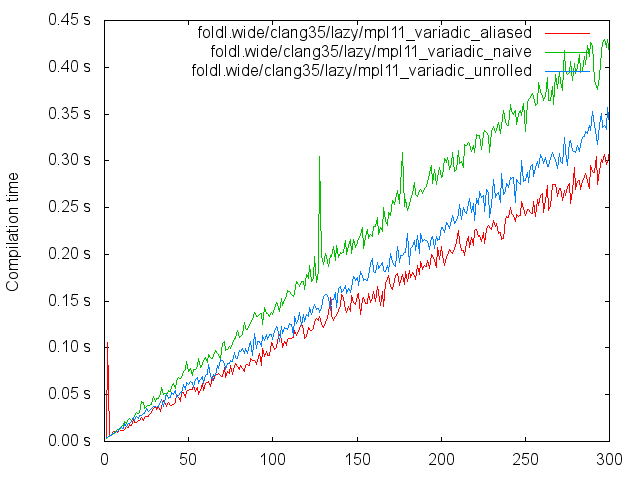 0.45 s
0.40 s
0.35 s
0.30 s
0.25 s
0.20 s
0.15 s
0.10 s
0.05 s
0.00 s
Compilation time
foldl.wide/clang35/lazy/mpl11_variadic_aliased
foldl.wide/clang35/lazy/mpl11_variadic_naive
foldl.wide/clang35/lazy/mpl11_variadic_unrolled
0 50 100 150 200 250 300